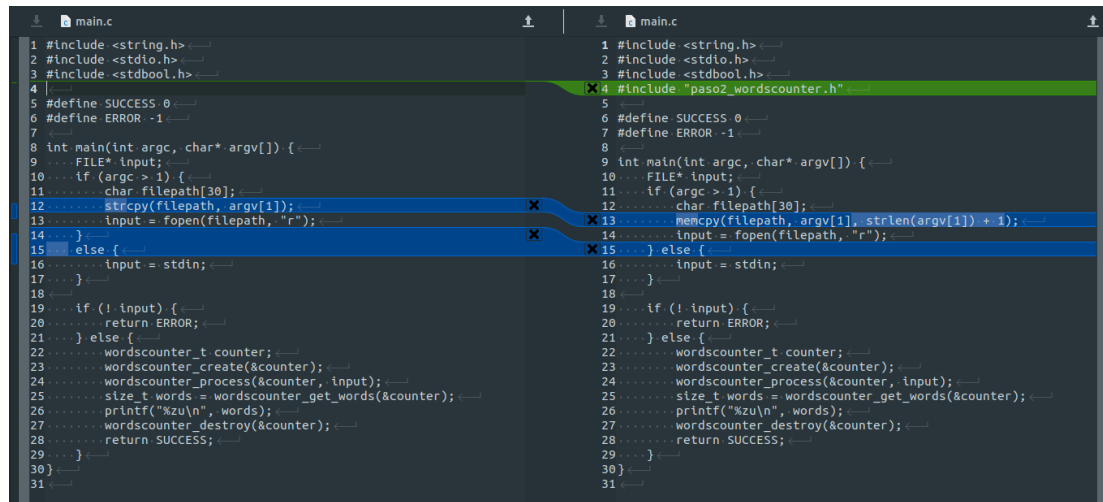 main.c
1 #include <string.h>
2 #include <stdio.h>
3 #include <stdbool.h>
4
5 #define SUCCESS 0
6 #define ERROR -1
7
8 int main(int argc, char* argv[]) {
9     FILE* input;
10     if (argc > 1) {
11         char filepath[30];
12         strcpy(filepath, argv[1]);
13         input = fopen(filepath, "r");
14     }
15     else {
16         input = stdin;
17     }
18
19     if (! input) {
20         return ERROR;
21     } else {
22         wordscounter_t counter;
23         wordscounter_create(&counter);
24         wordscounter_process(&counter, input);
25         size_t words = wordscounter_get_words(&counter);
26         printf("%zu\n", words);
27         wordscounter_destroy(&counter);
28         return SUCCESS;
29     }
30 }
31
main.c
1 #include <string.h>
2 #include <stdio.h>
3 #include <stdbool.h>
4 #include "paso2_wordscounter.h"
5
6 #define SUCCESS 0
7 #define ERROR -1
8
9 int main(int argc, char* argv[]) {
10     FILE* input;
11     if (argc > 1) {
12         char filepath[30];
13         memcpy(filepath, argv[1], strlen(argv[1]) + 1);
14         input = fopen(filepath, "r");
15     } else {
16         input = stdin;
17     }
18
19     if (! input) {
20         return ERROR;
21     } else {
22         wordscounter_t counter;
23         wordscounter_create(&counter);
24         wordscounter_process(&counter, input);
25         size_t words = wordscounter_get_words(&counter);
26         printf("%zu\n", words);
27         wordscounter_destroy(&counter);
28         return SUCCESS;
29     }
30 }
31